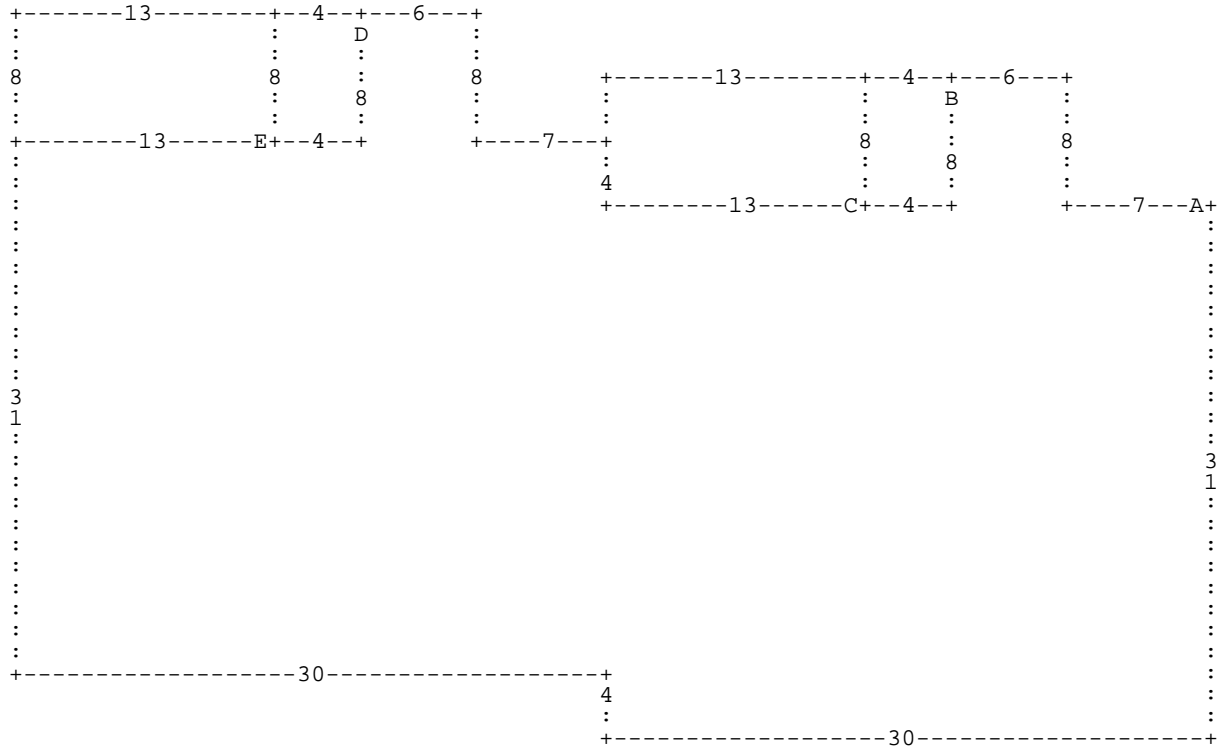 +-------13--------+--4--+---6---+
:                 :     D       :
:                 :     :       :
8                 8     :       8        +-------13--------+--4--+---6---+
:                 :     8       :        :                 :     B       :
:                 :     :       :        :                 :     :       :
+--------13------E+--4--+       +----7---+                 8     :       8
:                                        :                 :     8       :
:                                        4                 :     :       :
:                                        +--------13------C+--4--+       +----7---A+
:                                                                                  :
:                                                                                  :
:                                                                                  :
:                                                                                  :
:                                                                                  :
:                                                                                  :
:                                                                                  :
:                                                                                  :
3                                                                                  :
1                                                                                  :
:                                                                                  :
:                                                                                  3
:                                                                                  1
:                                                                                  :
:                                                                                  :
:                                                                                  :
:                                                                                  :
:                                                                                  :
:                                                                                  :
:                                                                                  :
:                                                                                  :
+-------------------30-------------------+                                         :
                                         4                                         :
                                         :                                         :
                                         +-------------------30--------------------+